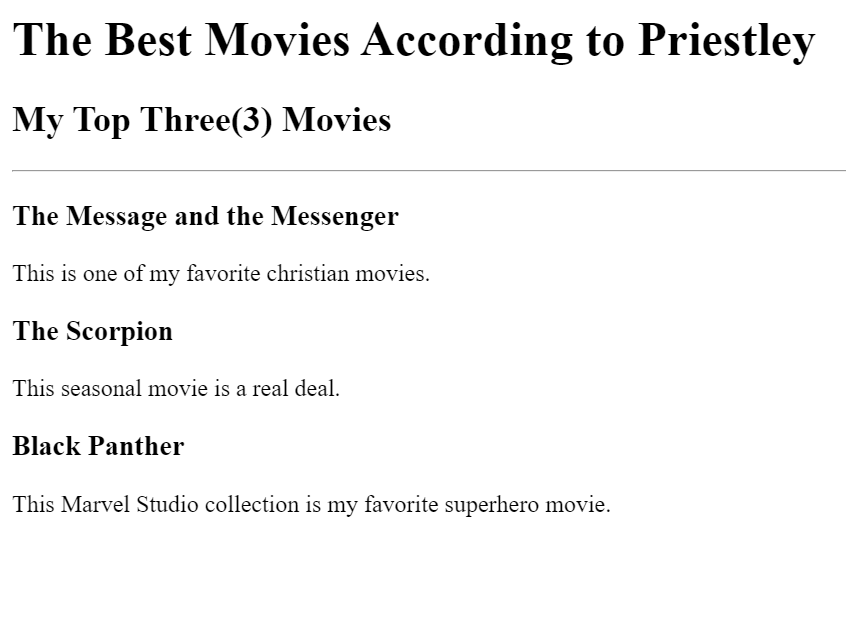 The Best Movies According to Priestley
My Top Three(3) Movies
The Message and the Messenger
This is one of my favorite christian movies.
The Scorpion
This seasonal movie is a real deal.
Black Panther
This Marvel Studio collection is my favorite superhero movie.